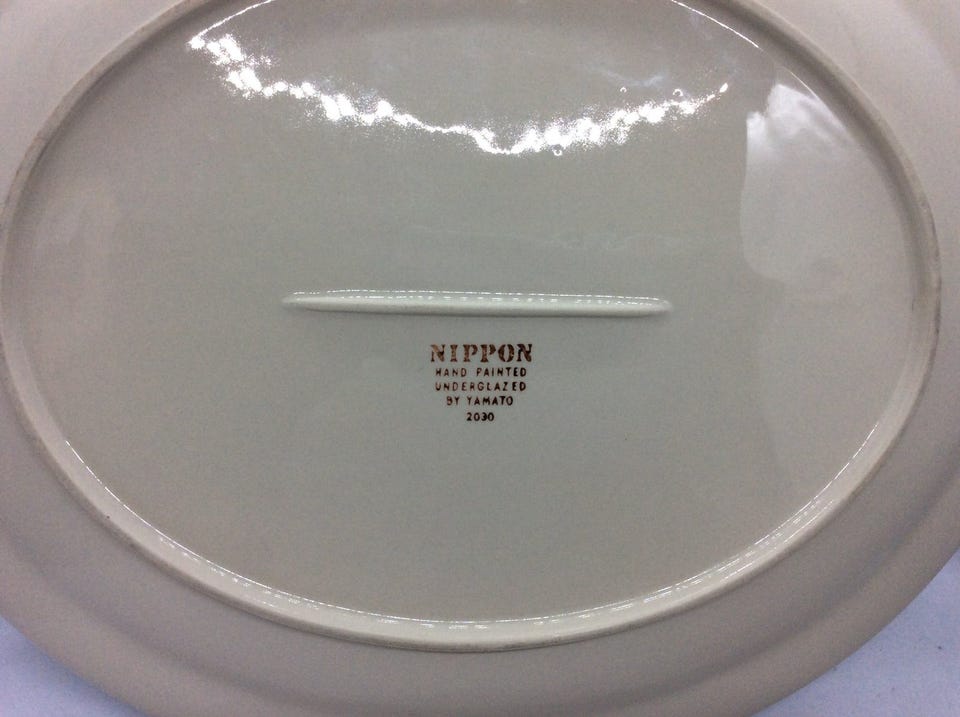 NIPPON
HAND PAINTED
UNDERGLAZED
BY YAMATO
2030